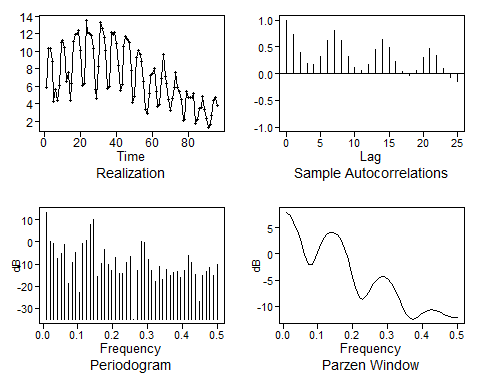 14
12
10
8
6
4
2
0 20 40 60 80
Time
Realization
1.0
0.5
0.0
-0.5
-1.0
0 5 10 15 20 25
Lag
Sample Autocorrelations
10
0
-10
-20
-30
dB
0.0 0.1 0.2 0.3 0.4 0.5
Frequency
Periodogram
5
0
-5
-10
dB
0.0 0.1 0.2 0.3 0.4 0.5
Frequency
Parzen Window